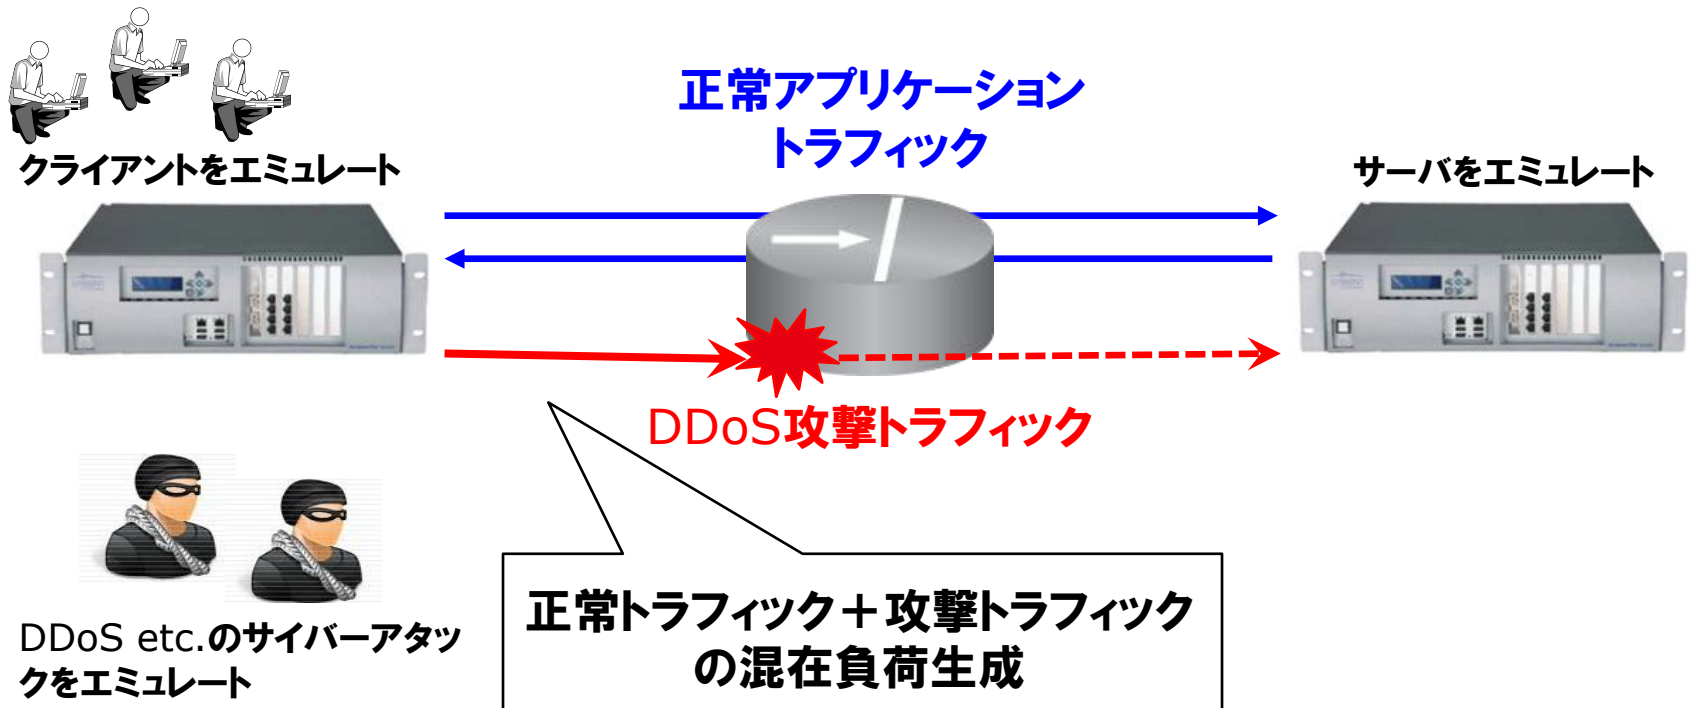 正常アプリケーション
トラフィック
クライアントをエミュレート
サーバをエミュレート
DDoS攻撃トラフィック
正常トラフィック＋攻撃トラフィック
の混在負荷生成
DDoS etc.のサイバーアタッ
クをエミュレート